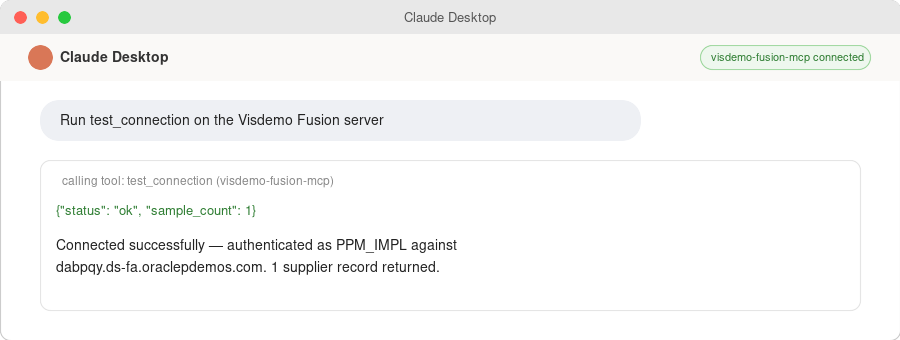 Claude Desktop
Claude Desktop
visdemo-fusion-mcp connected
Run test_connection on the Visdemo Fusion server
calling tool: test_connection (visdemo-fusion-mcp)
{"status": "ok", "sample_count": 1}
Connected successfully — authenticated as PPM_IMPL against
dabpqy.ds-fa.oraclepdemos.com. 1 supplier record returned.